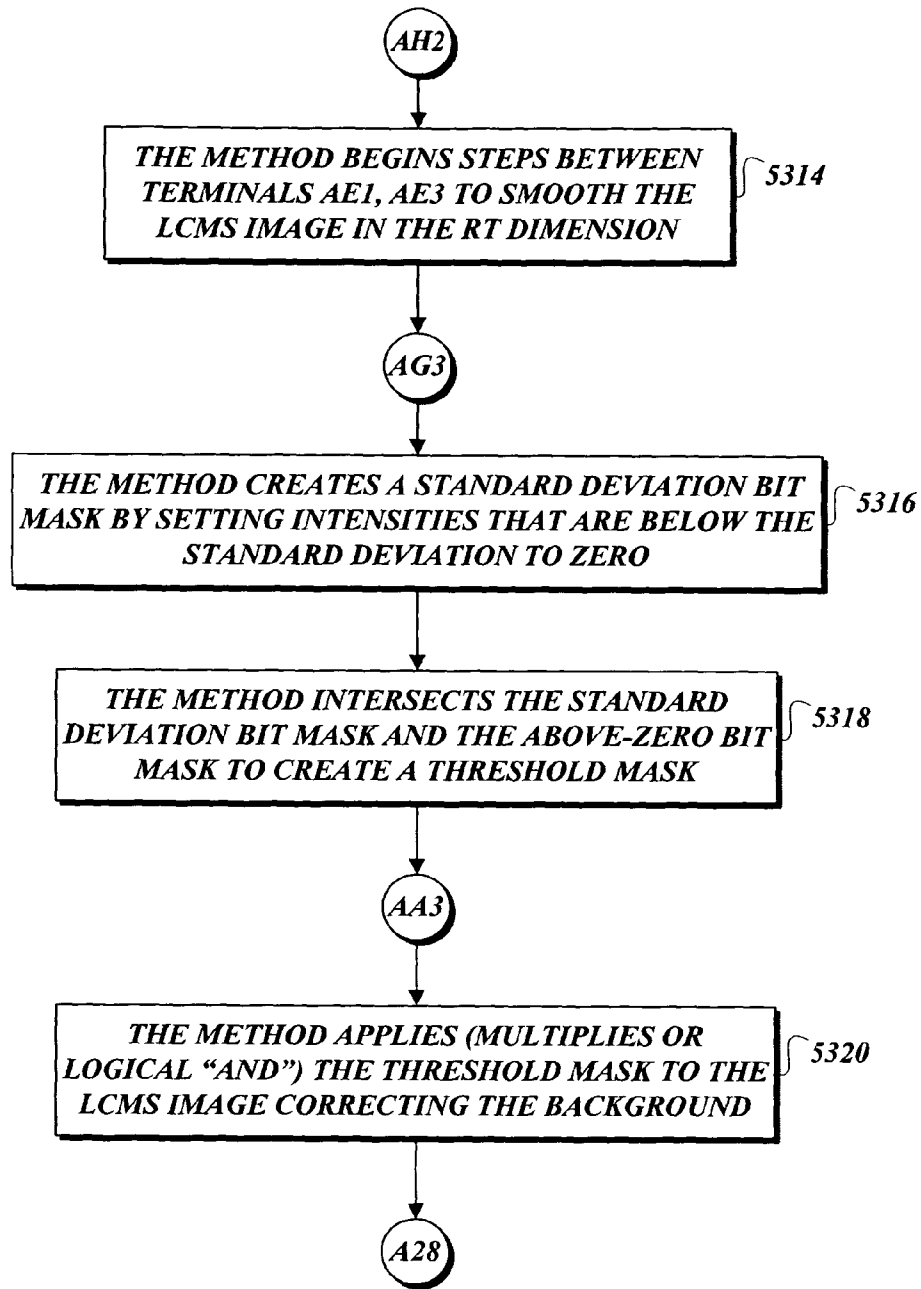 AH2
THE METHOD BEGINS STEPS BETWEEN
TERMINALS AE1, AE3 TO SMOOTH THE
LCMS IMAGE IN THE RT DIMENSION
5314
AG3
THE METHOD CREATES A STANDARD DEVIATION BIT
MASK BY SETTING INTENSITIES THAT ARE BELOW THE
STANDARD DEVIATION TO ZERO
5316
THE METHOD INTERSECTS THE STANDARD
DEVIATION BIT MASK AND THE ABOVE-ZERO BIT
MASK TO CREATE A THRESHOLD MASK
5318
AA3
THE METHOD APPLIES (MULTIPLIES OR
LOGICAL “AND”) THE THRESHOLD MASK TO THE
LCMS IMAGE CORRECTING THE BACKGROUND
5320
A28